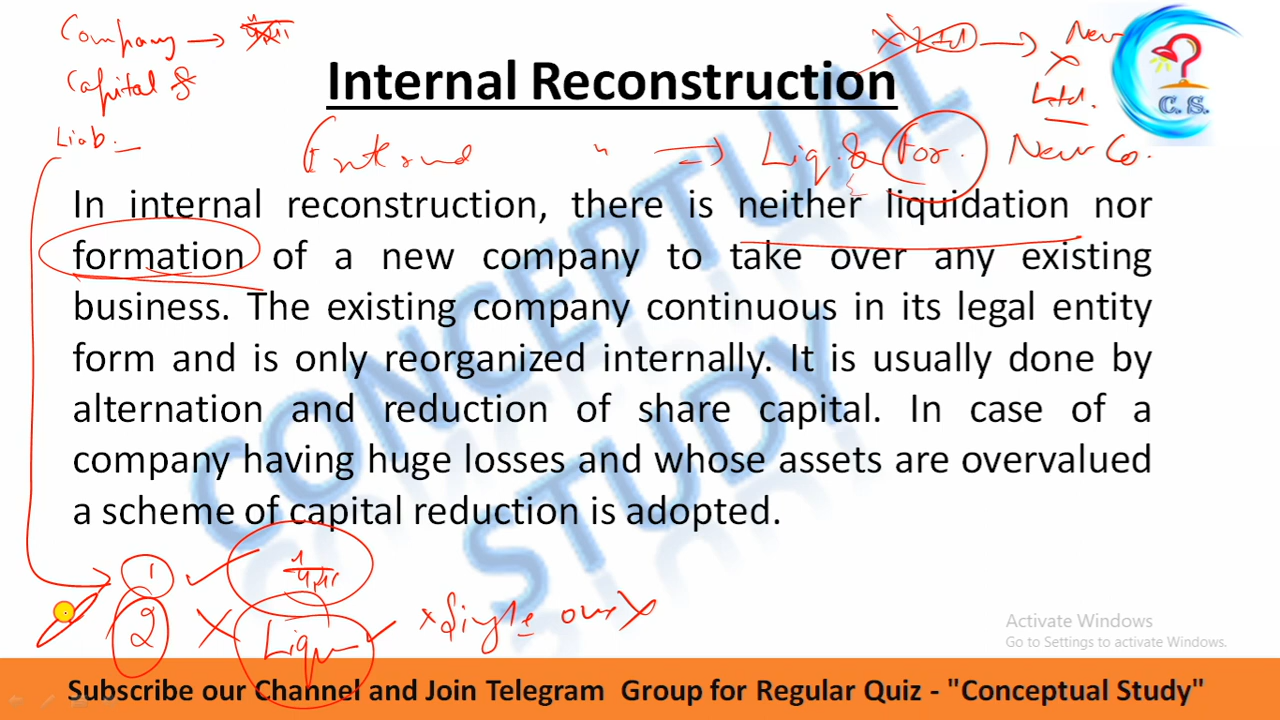 Company →
Capital &
Liab.
New
Ltd.
C. S.
Internal Reconstruction
Liq. & For. New Co.
In internal reconstruction, there is neither liquidation nor
formation of a new company to take over any existing
business. The existing company continuous in its legal entity
form and is only reorganized internally. It is usually done by
alternation and reduction of share capital. In case of a
company having huge losses and whose assets are overvalued
a scheme of capital reduction is adopted.
CONCEPTUAL
STUDY
1
2
Single
Activate Windows
Go to Settings to activate Windows.
Subscribe our Channel and Join Telegram Group for Regular Quiz - "Conceptual Study"